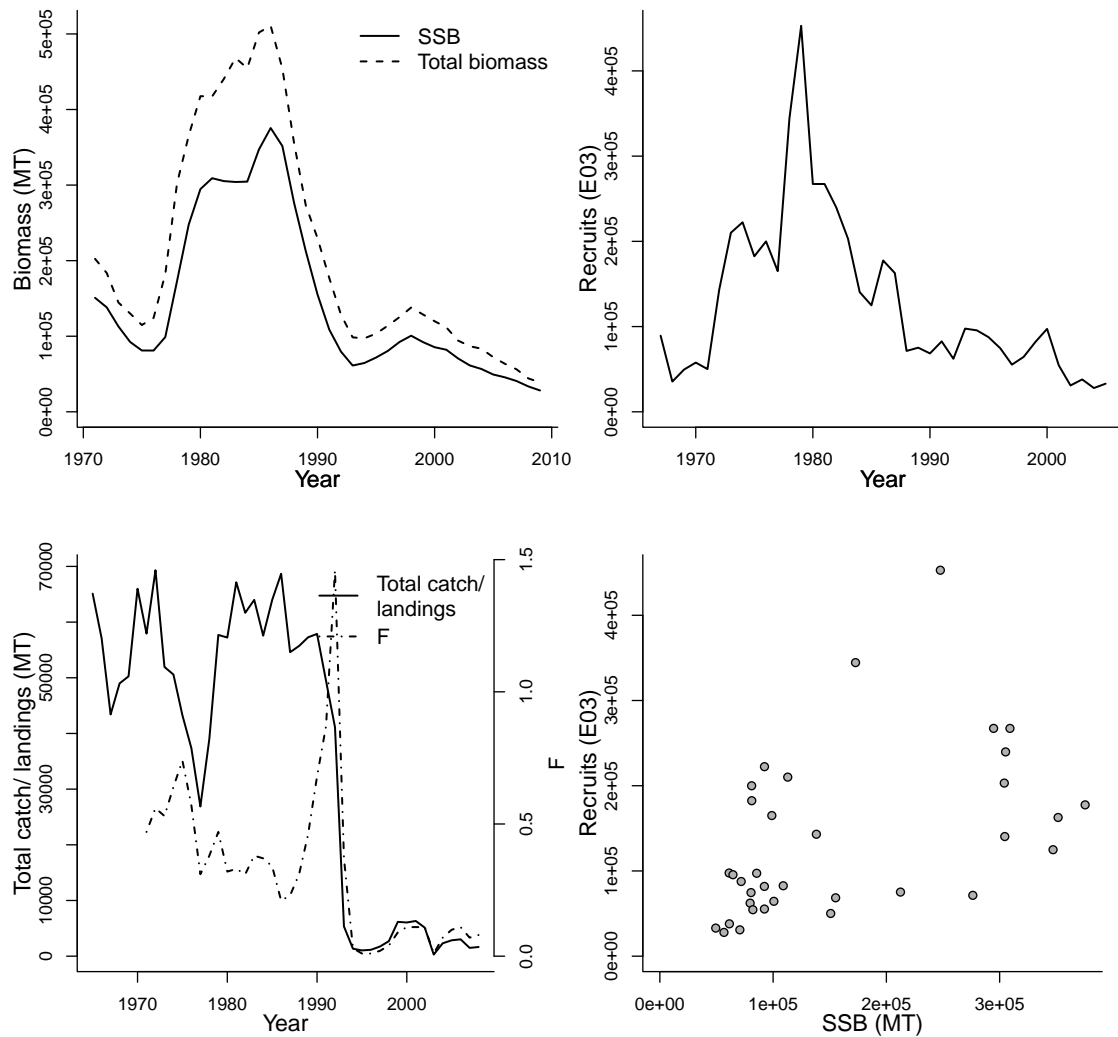 SSB
Total biomass
Biomass (MT)
0e+00
1e+05
2e+05
3e+05
4e+05
5e+05
1970 1980 1990 2000 2010
Year
Recruits (E03)
0e+00
1e+05
2e+05
3e+05
4e+05
1970 1980 1990 2000
Year
Total catch/
landings
F
Total catch/ landings (MT)
0
10000
30000
50000
70000
0.0
0.5
1.0
1.5
F
1970 1980 1990 2000
Year
Recruits (E03)
0e+00
1e+05
2e+05
3e+05
4e+05
0e+00 1e+05 2e+05 3e+05
SSB (MT)